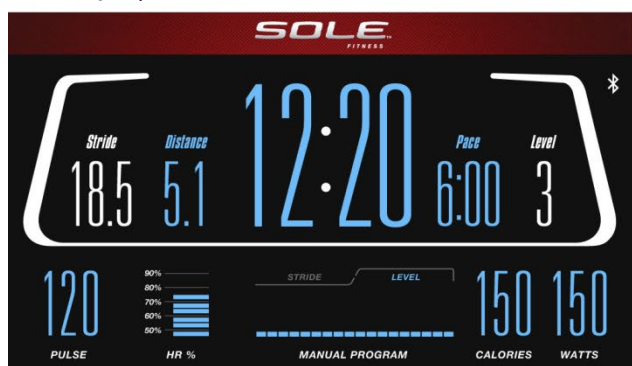 SOLE
FITNESS
12:20
Stride
Distance
Pace
Level
18.5
5.1
6:00
3
90%
80%
70%
60%
50%
STRIDE
LEVEL
120
150
150
PULSE
HR %
MANUAL PROGRAM
CALORIES
WATTS